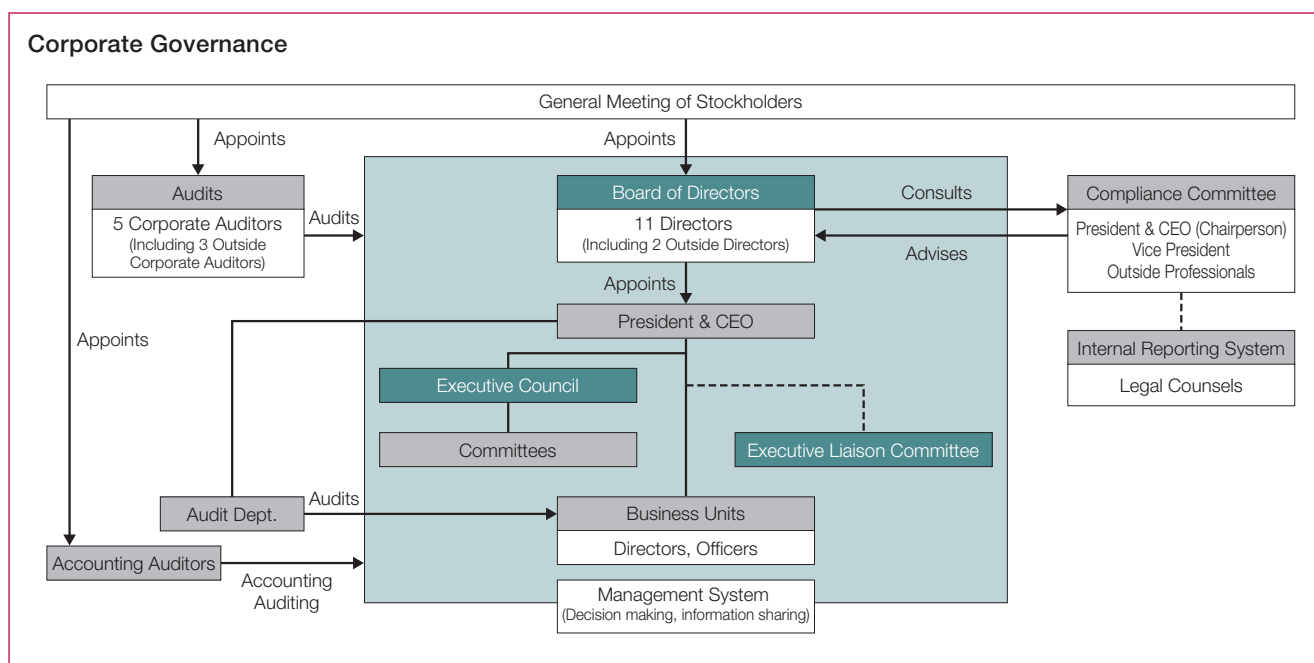 Corporate Governance
General Meeting of Stockholders
Appoints
Appoints
Audits
5 Corporate Auditors
(Including 3 Outside
Corporate Auditors)
Audits
Board of Directors
11 Directors
(Including 2 Outside Directors)
Consults
Advises
Compliance Committee
President & CEO (Chairperson)
Vice President
Outside Professionals
Appoints
President & CEO
Appoints
Internal Reporting System
Legal Counsels
Executive Council
Committees
Executive Liaison Committee
Audit Dept.
Audits
Business Units
Directors, Officers
Accounting Auditors
Accounting
Auditing
Management System
(Decision making, information sharing)